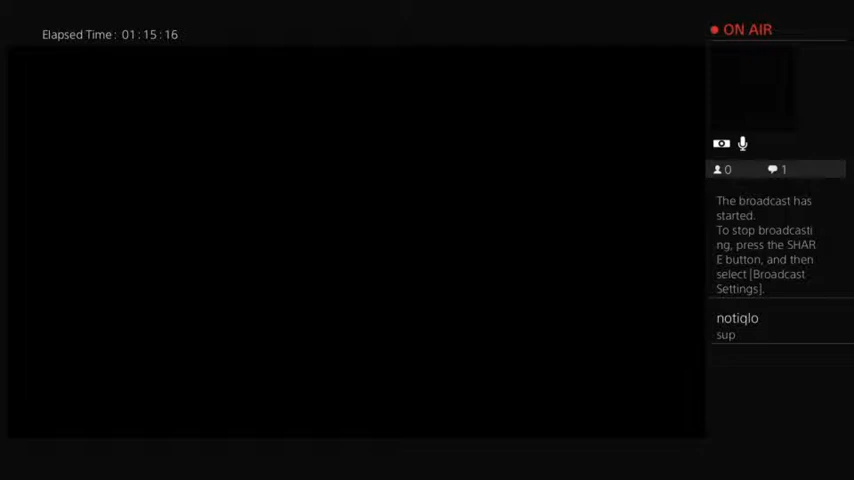 Elapsed Time : 01 : 15 : 16
ON AIR
0 1
The broadcast has
started.
To stop broadcasti
ng, press the SHAR
E button, and then
select [Broadcast
Settings].
notiqlo
sup